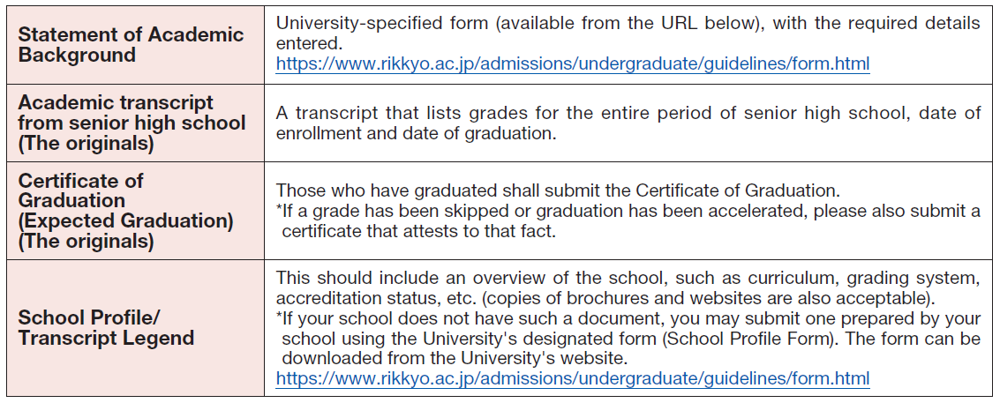 Statement of Academic
Background
University-specified form (available from the URL below), with the required details
entered.
https://www.rikkyo.ac.jp/admissions/undergraduate/guidelines/form.html
Academic transcript
from senior high school
(The originals)
A transcript that lists grades for the entire period of senior high school, date of
enrollment and date of graduation.
Certificate of
Graduation
(Expected Graduation)
(The originals)
Those who have graduated shall submit the Certificate of Graduation.
*If a grade has been skipped or graduation has been accelerated, please also submit a
certificate that attests to that fact.
School Profile/
Transcript Legend
This should include an overview of the school, such as curriculum, grading system,
accreditation status, etc. (copies of brochures and websites are also acceptable).
*If your school does not have such a document, you may submit one prepared by your
school using the University's designated form (School Profile Form). The form can be
downloaded from the University's website.
https://www.rikkyo.ac.jp/admissions/undergraduate/guidelines/form.html